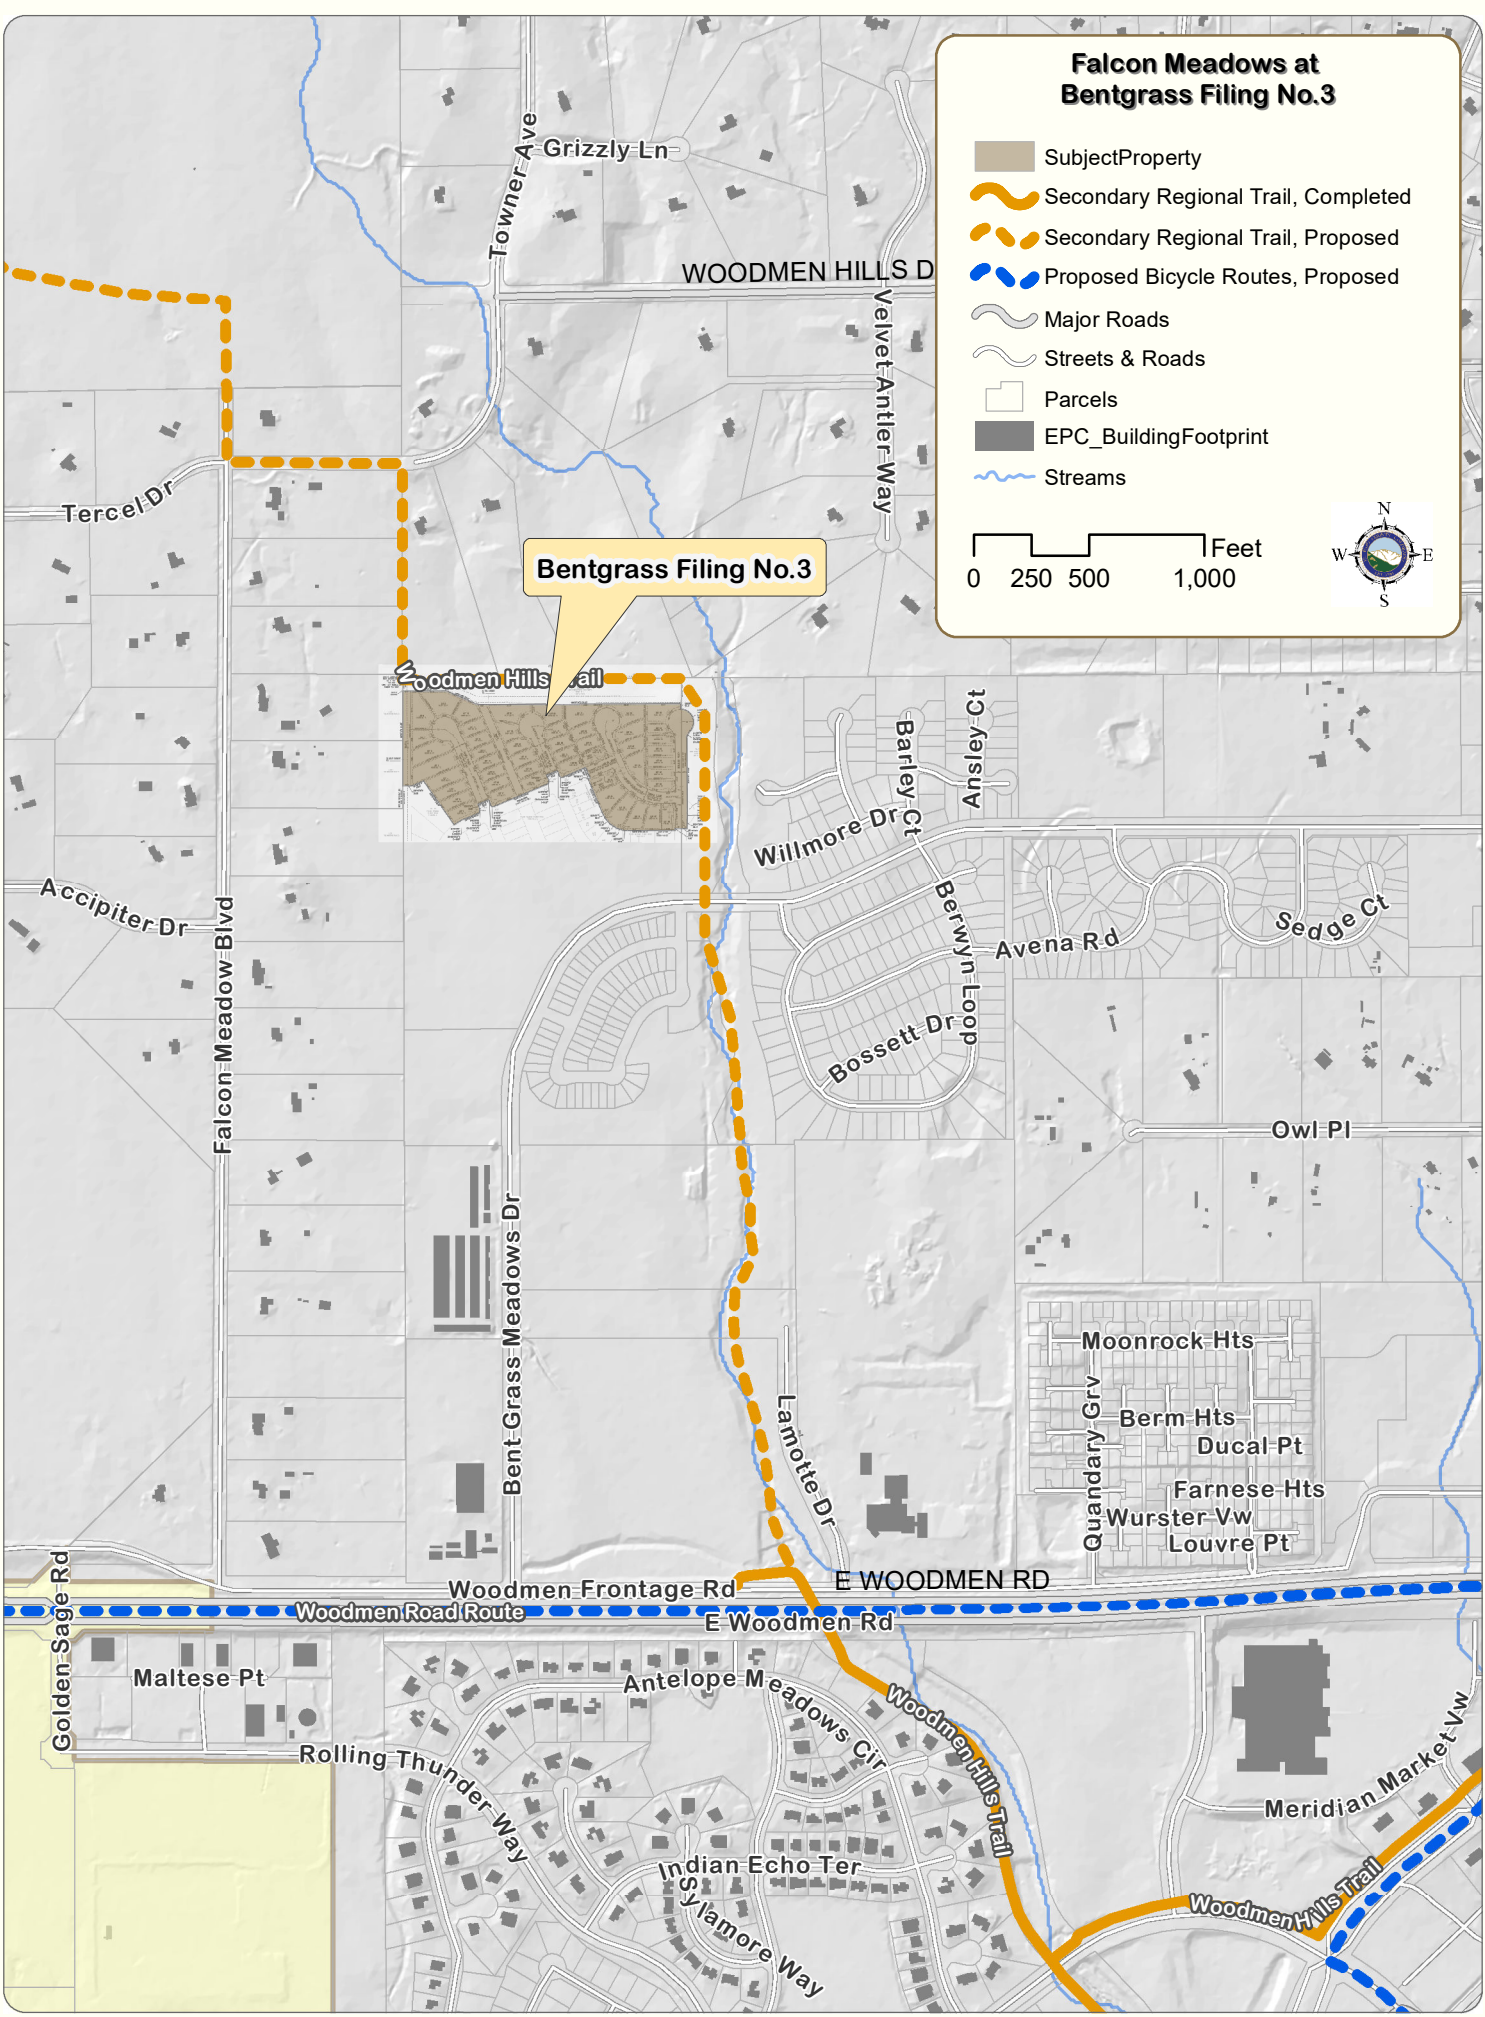 Falcon Meadows at
Bentgrass Filing No.3
SubjectProperty
Secondary Regional Trail, Completed
Secondary Regional Trail, Proposed
Proposed Bicycle Routes, Proposed
Major Roads
Streets & Roads
Parcels
EPC_BuildingFootprint
Streams
Feet
0 250 500 1,000
N
W E
S
Towner Ave
Grizzly Ln
WOODMEN HILLS D
Velvet Antler Way
Tercel Dr
Bentgrass Filing No.3
Woodmen Hills Trail
Barley Ct
Ansley Ct
Willmore Dr
Accipiter Dr
Falcon Meadow Blvd
Berwyn Loop
Avena Rd
Sedge Ct
Bossett Dr
Owl Pl
Bent Grass Meadows Dr
Moonrock Hts
Quandary Grv
Berm Hts
Ducal Pt
Lamotte Dr
Farnese Hts
Wurster Vw
Louvre Pt
Golden Sage Rd
Woodmen Frontage Rd
E WOODMEN RD
Woodmen Road Route
E Woodmen Rd
Maltese Pt
Antelope Meadows Cir
Woodmen Hills Trail
Rolling Thunder Way
Meridian Market Vw
Indian Echo Ter
Sylamore Way
Woodmen Hills Trail